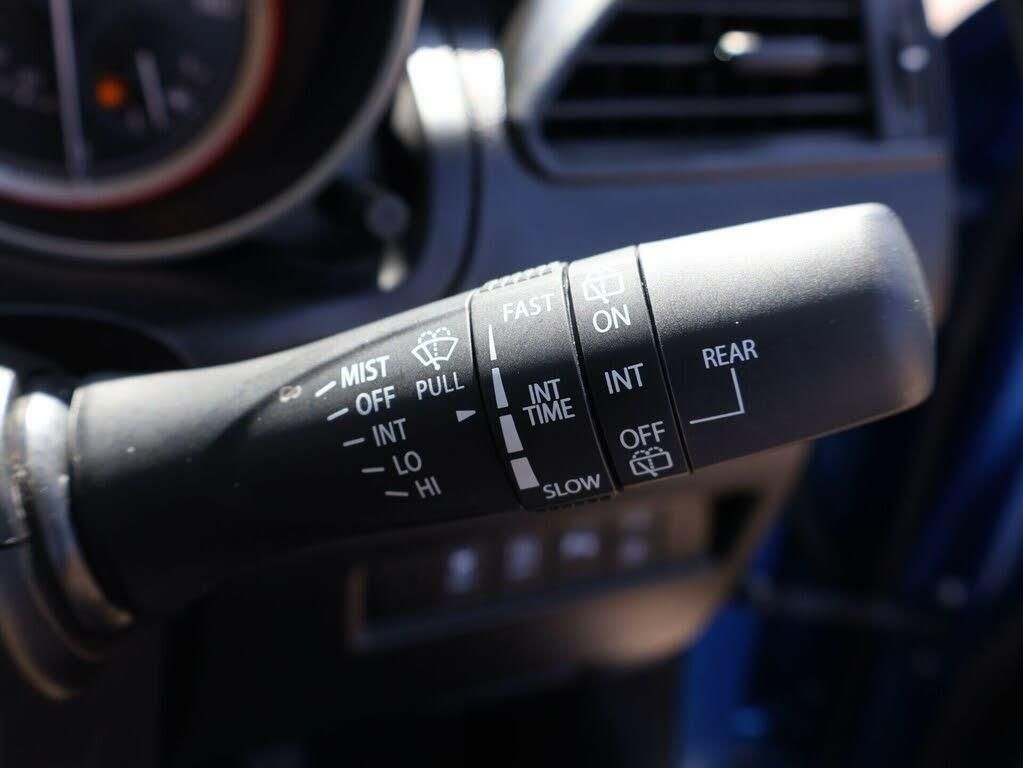 MIST
OFF
INT
LO
HI
PULL
FAST
INT
TIME
SLOW
ON
INT
OFF
REAR